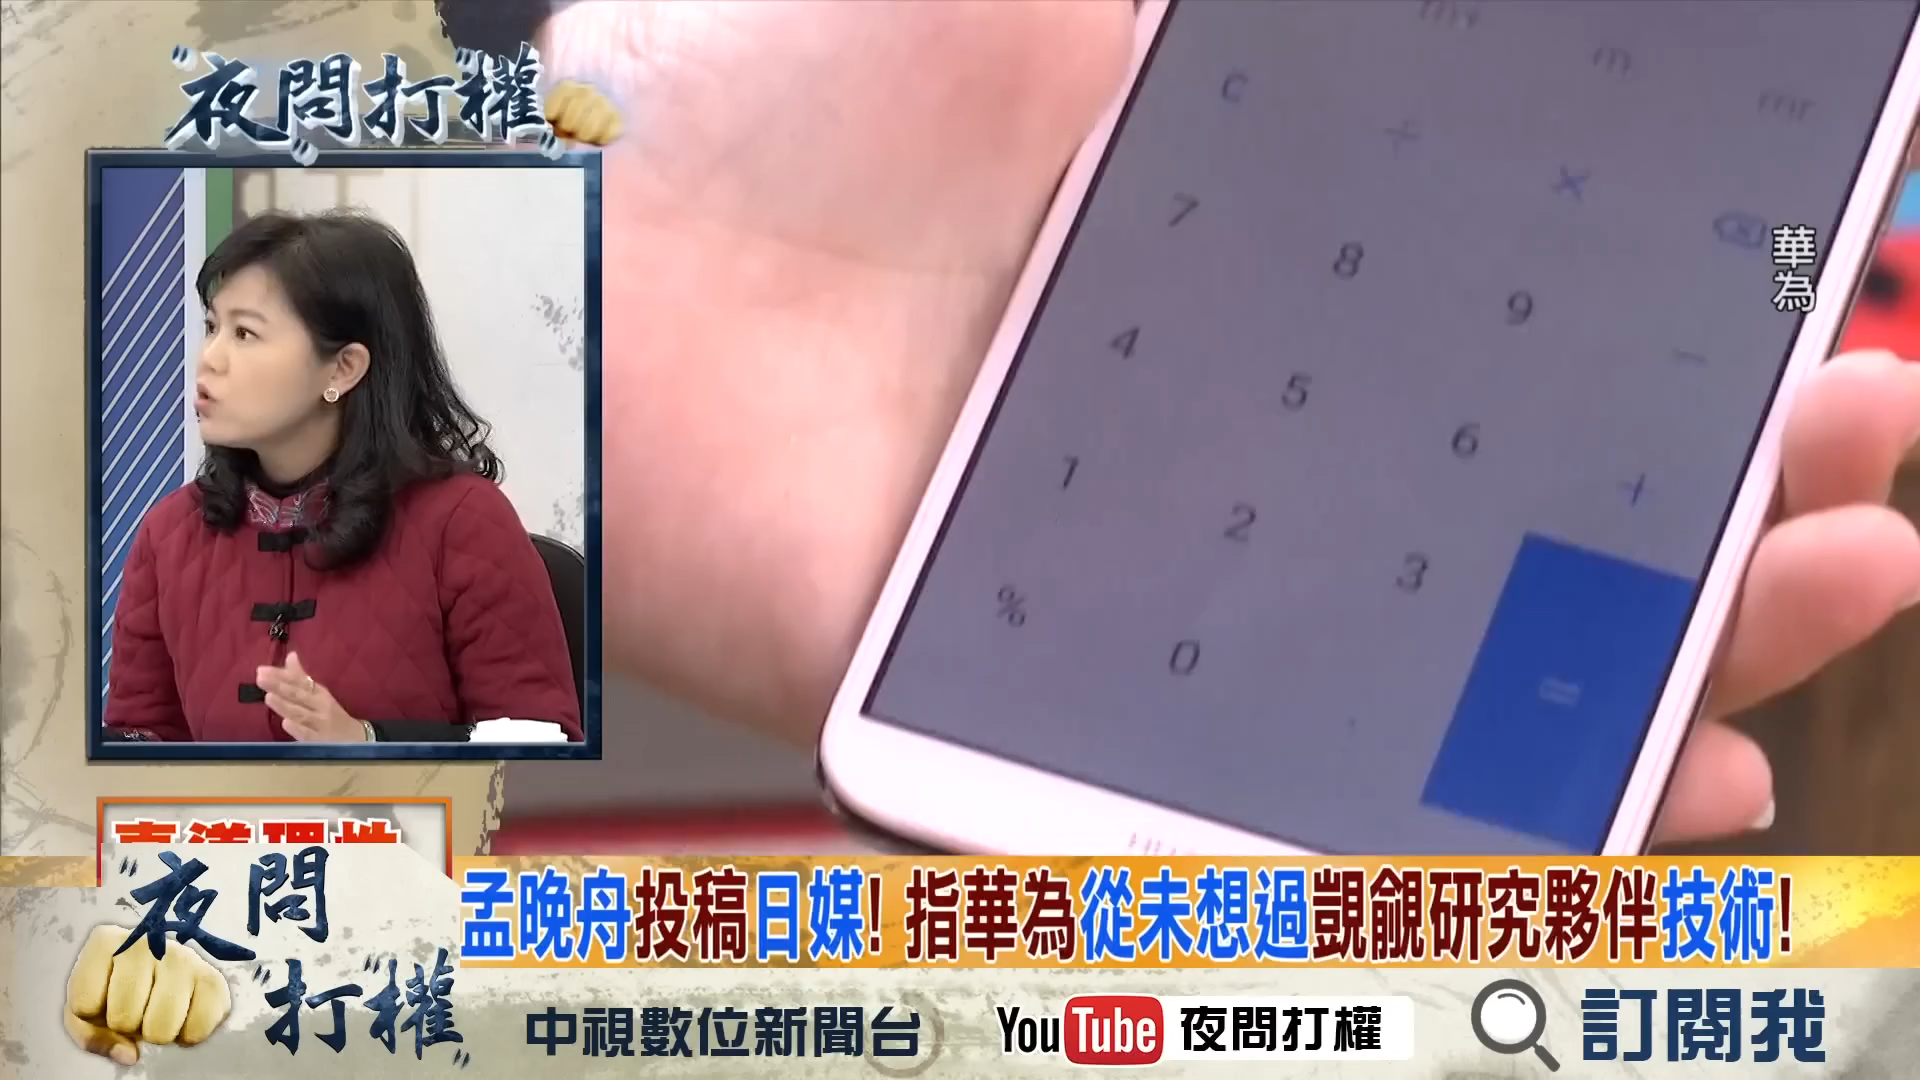 "夜問打"權"
華為
C
m+
m
mr
÷
×
7
8
9
−
4
5
6
+
1
2
3
%
0
.
=
孟晚舟投稿日媒! 指華為從未想過覬覦研究夥伴技術!
"夜問"打"權"
中視數位新聞台 YouTube 夜問打權 訂閱我